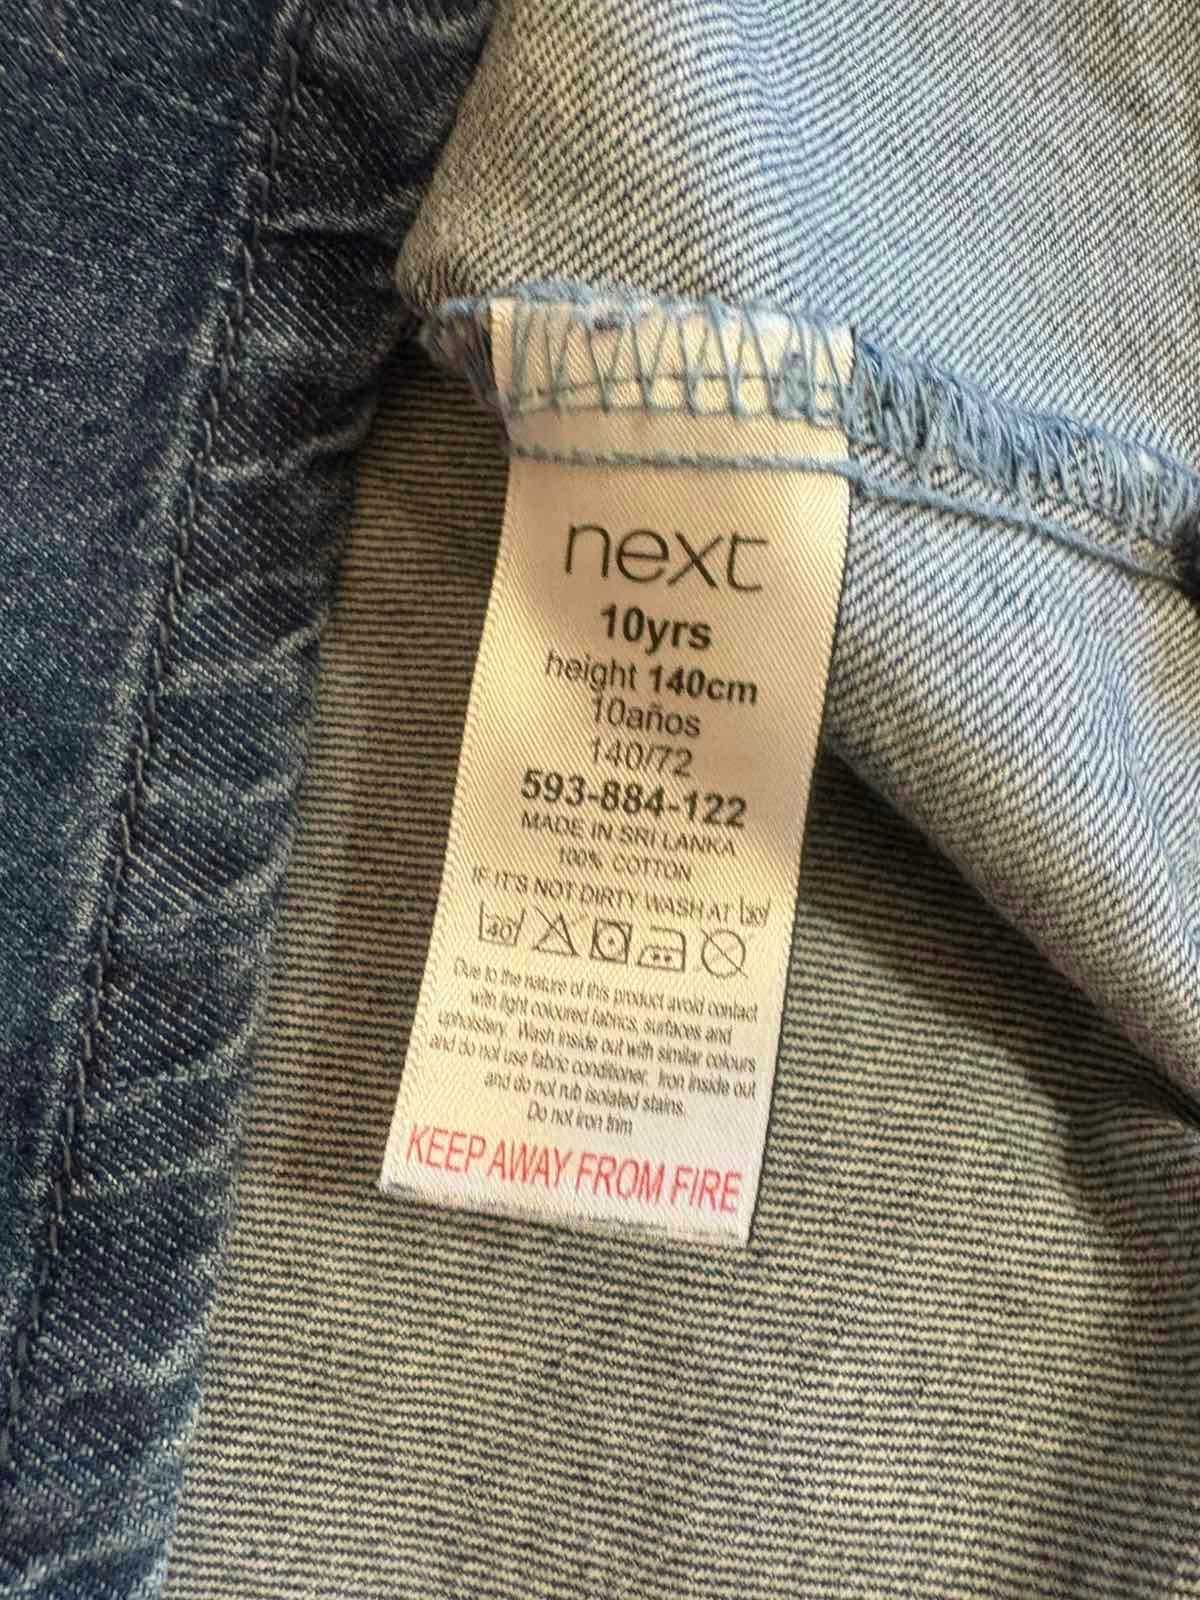 next
10yrs
height 140cm
10años
140/72
593-884-122
MADE IN SRI LANKA
100% COTTON
IF IT'S NOT DIRTY WASH AT 30
40
Due to the nature of this product avoid contact
with light coloured fabrics, surfaces and
upholstery. Wash inside out with similar colours
and do not use fabric conditioner. Iron inside out
and do not rub isolated stains.
Do not iron trim
KEEP AWAY FROM FIRE